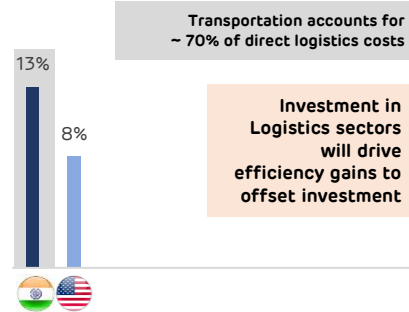 Transportation accounts for
~ 70% of direct logistics costs
13%
8%
Investment in
Logistics sectors
will drive
efficiency gains to
offset investment